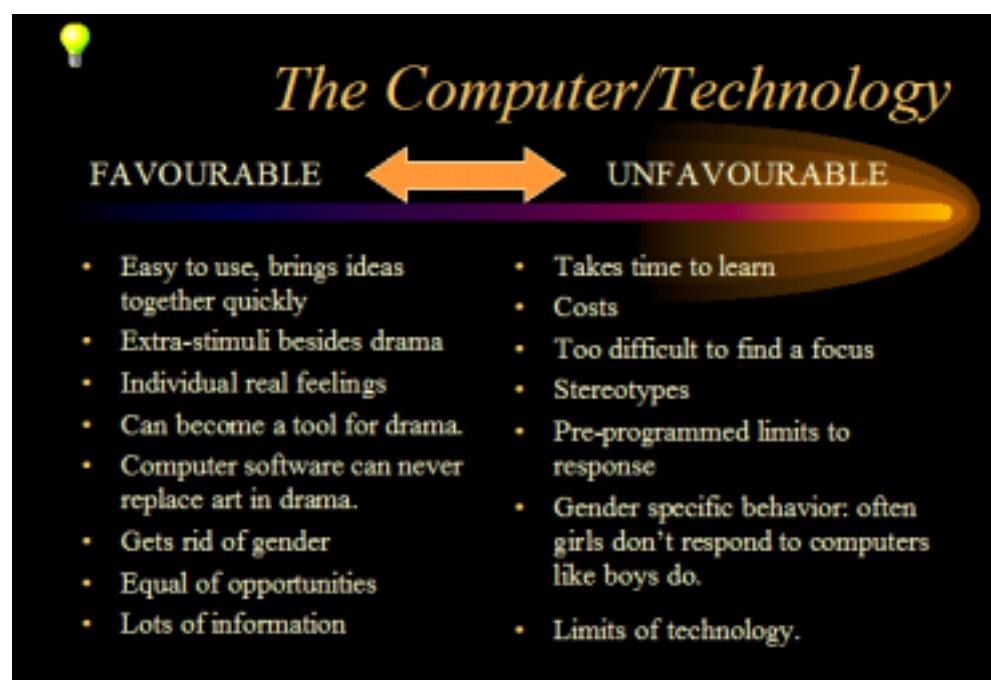 The Computer/Technology
FAVOURABLE
UNFAVOURABLE
• Easy to use, brings ideas
together quickly
• Extra-stimuli besides drama
• Individual real feelings
• Can become a tool for drama.
• Computer software can never
replace art in drama.
• Gets rid of gender
• Equal of opportunities
• Lots of information
• Takes time to learn
• Costs
• Too difficult to find a focus
• Stereotypes
• Pre-programmed limits to
response
• Gender specific behavior: often
girls don't respond to computers
like boys do.
• Limits of technology.